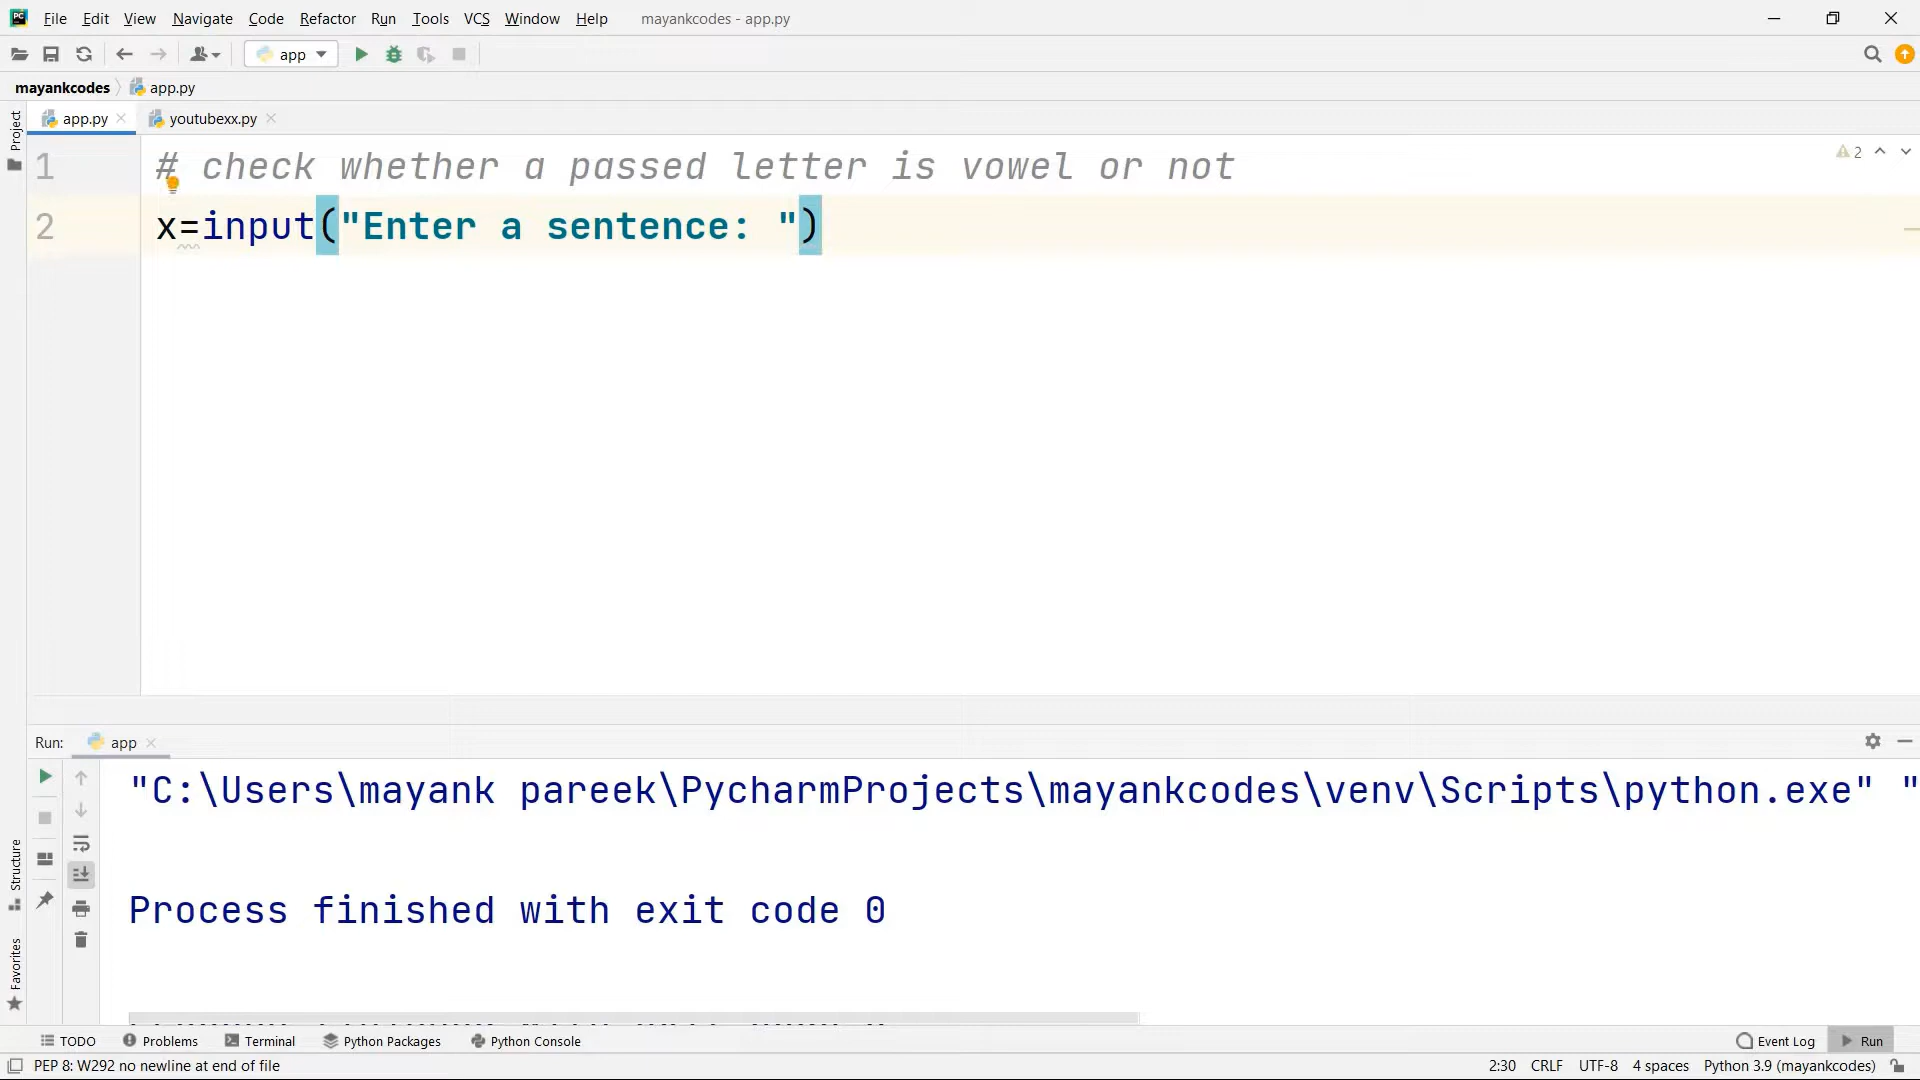 PC File Edit View Navigate Code Refactor Run Tools VCS Window Help mayankcodes - app.py
app
mayankcodes app.py
app.py youtubexx.py
Project
1 # check whether a passed letter is vowel or not
2
2 x=input("Enter a sentence: ")
Run: app
"C:\Users\mayank pareek\PycharmProjects\mayankcodes\venv\Scripts\python.exe" "
Process finished with exit code 0
Structure
Favorites
TODO Problems Terminal Python Packages Python Console Event Log Run
PEP 8: W292 no newline at end of file 2:30 CRLF UTF-8 4 spaces Python 3.9 (mayankcodes)